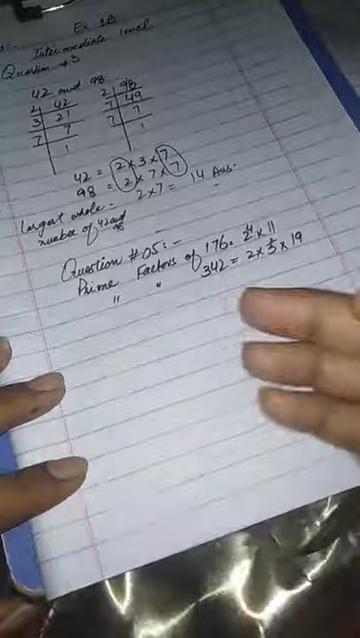 Ex 1B
Intermediate level
Question #3
42 and 98
2 | 42
3 | 21
7 | 7
1
2 | 98
7 | 49
7 | 7
1
42 = 2 × 3 × 7
98 = 2 × 7 × 7
Largest whole = 2 × 7 = 14 Ans.
number of 42 and 98
Question #05:-
Prime Factors of 176 = 2⁴ × 11
" " 342 = 2 × 3² × 19